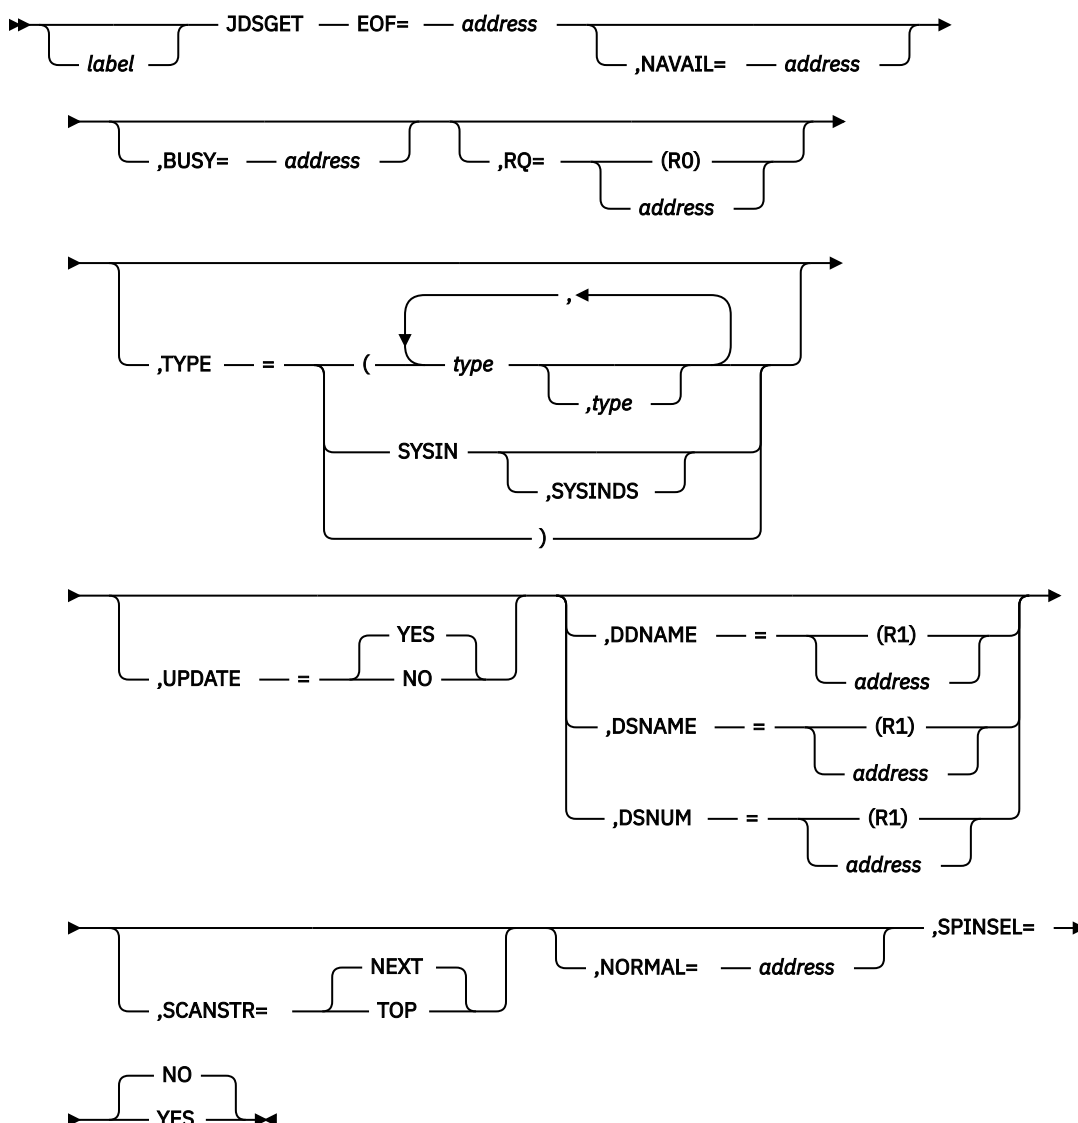 JDSGET EOF= address
label ,NAVAIL= address
,BUSY= address ,RQ= (R0)
address
,
,TYPE = ( type
,type
SYSIN
,SYSINDS
)
YES ,DDNAME = (R1)
,UPDATE = NO address
,DSNAME = (R1)
address
,DSNUM = (R1)
address
,SPINSEL=
NEXT ,NORMAL= address
,SCANSTR= TOP
NO
YES